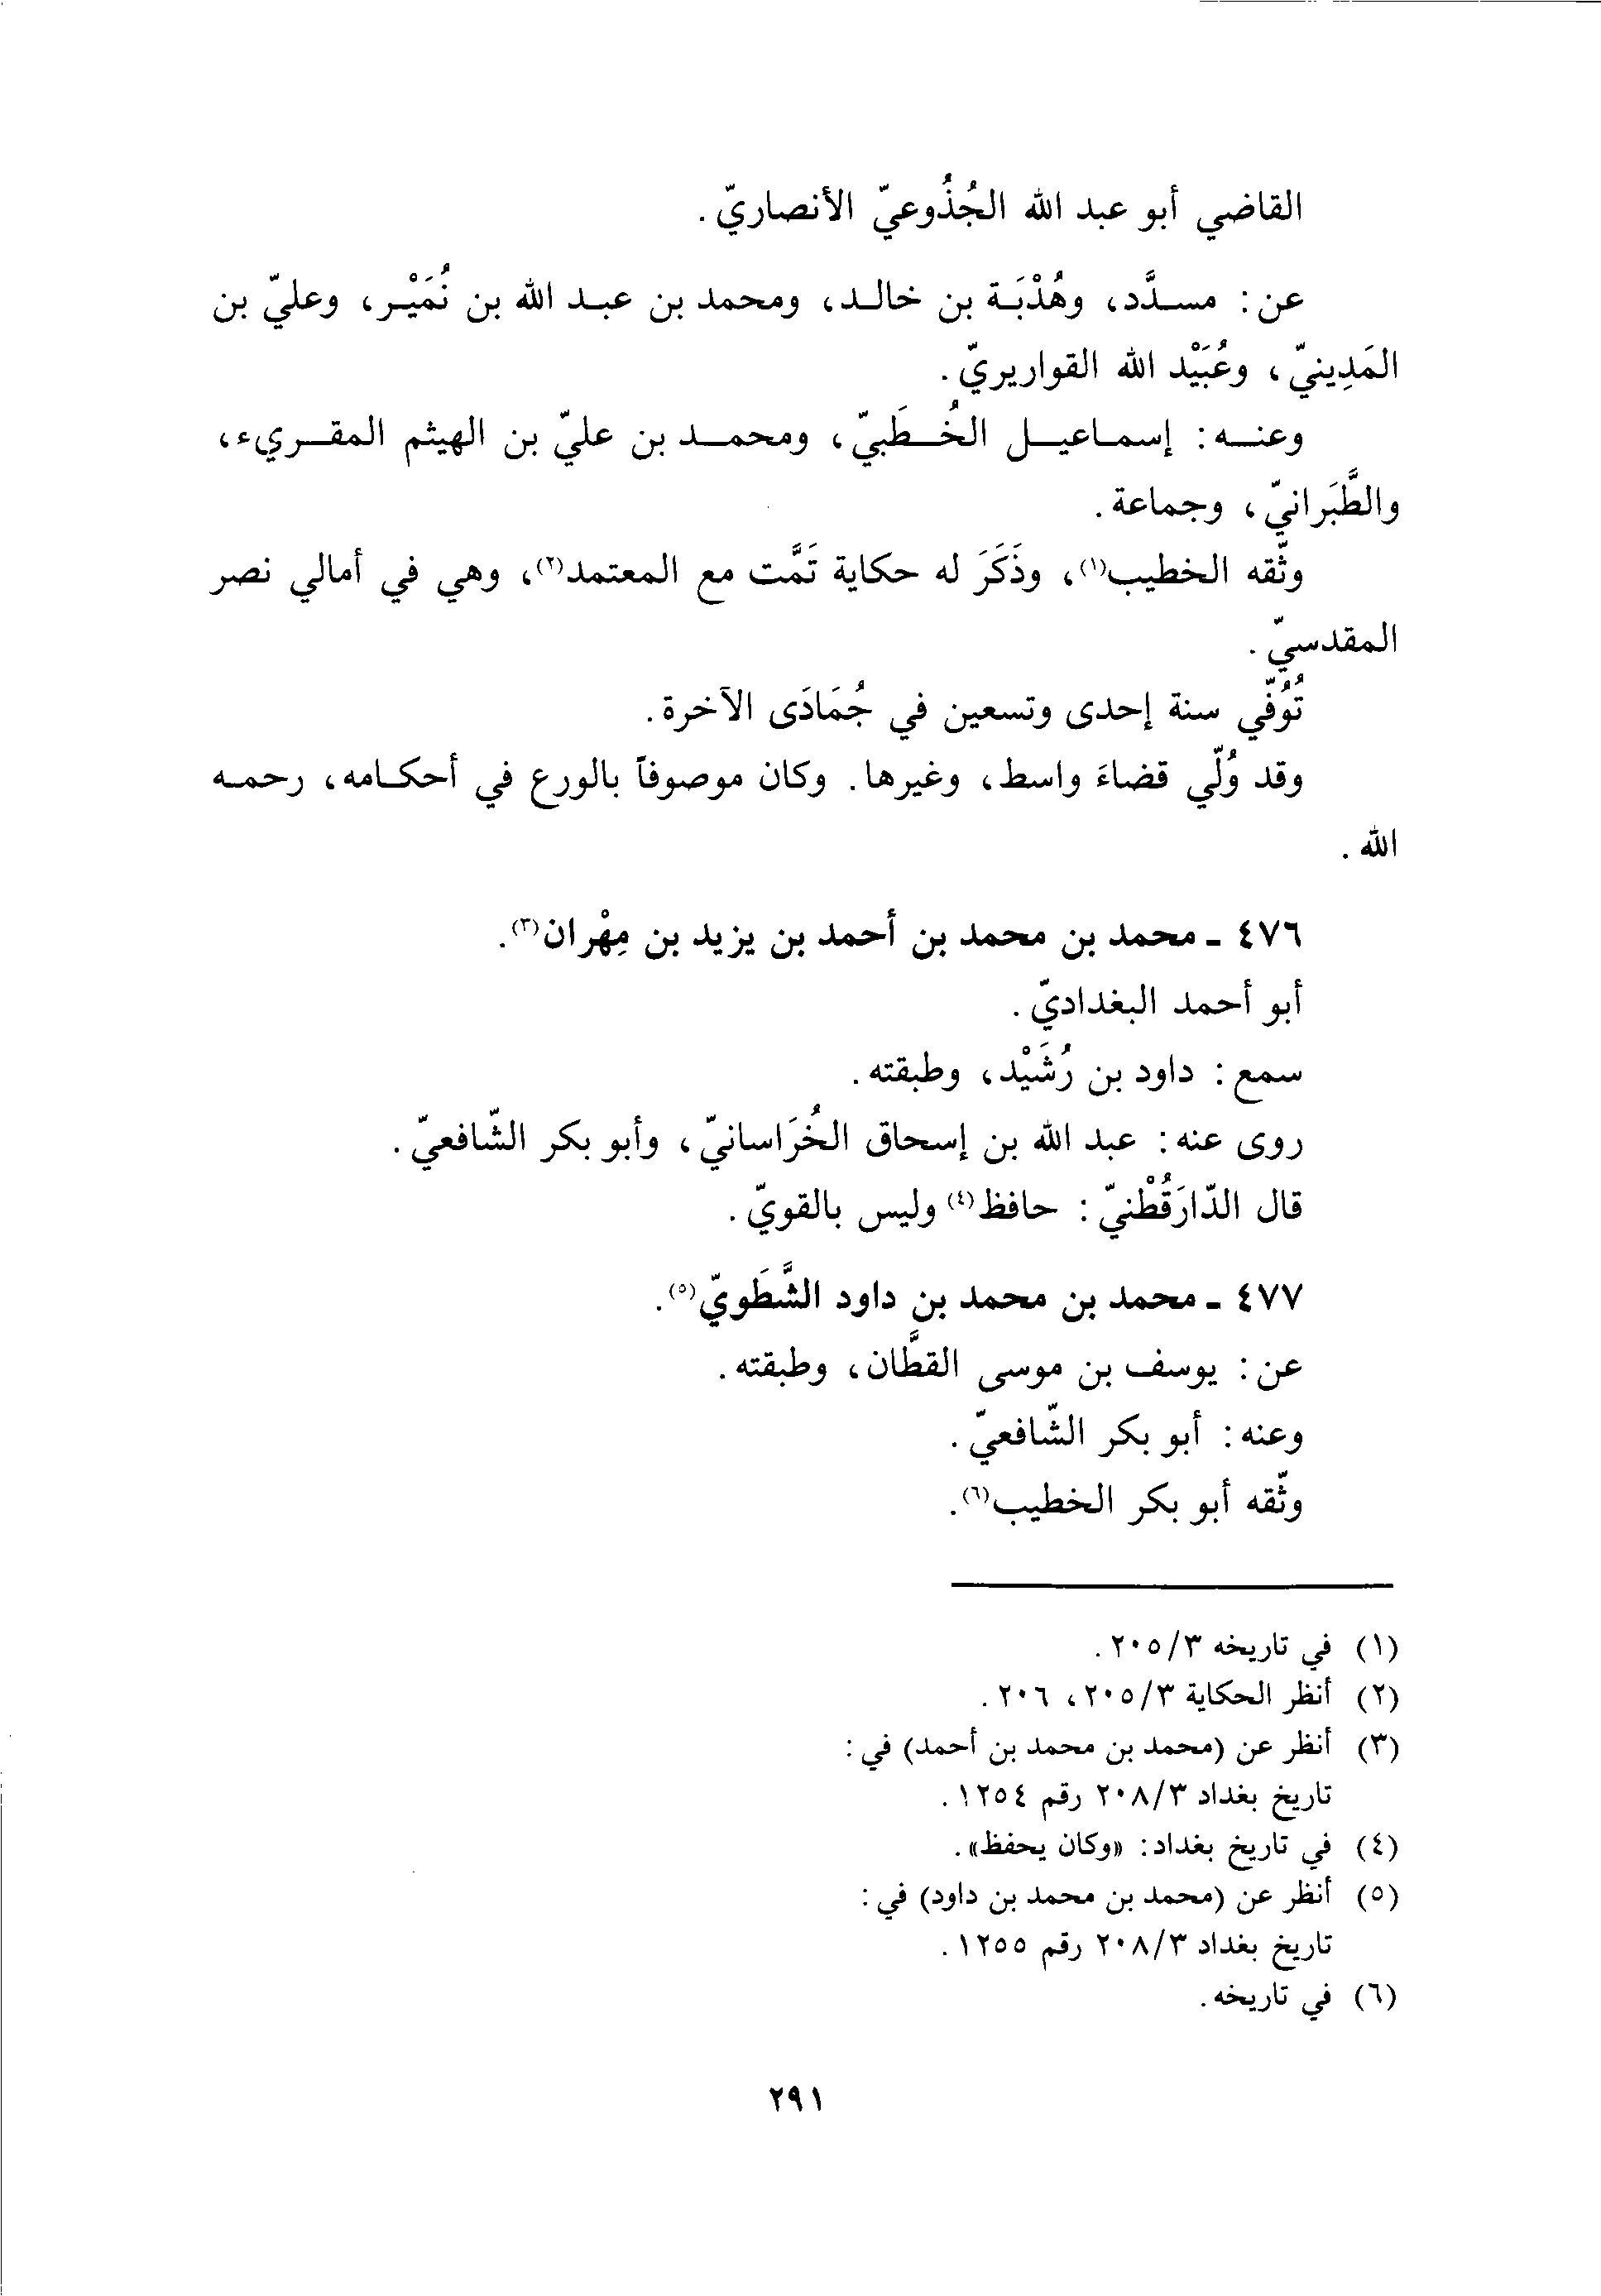 القاضي أبو عبد الله الجُذُوعيّ الأنصاريّ.
عن: مسدَّد، وهُدْبَة بن خالد، ومحمد بن عبد الله بن نُمَيْر، وعليّ بن
المَدِينيّ، وعُبَيْد الله القواريريّ.
وعنه: إسماعيل الخُطَبيّ، ومحمد بن عليّ بن الهيثم المقريء،
والطَّبَرانيّ، وجماعة.
وثّقه الخطيب(١)، وذَكَرَ له حكاية تَمَّت مع المعتمد(٢)، وهي في أمالي نصر
المقدسيّ.
تُوُفّي سنة إحدى وتسعين في جُمَادَى الآخرة.
وقد وُلّي قضاءَ واسط، وغيرها. وكان موصوفاً بالورع في أحكامه، رحمه
الله.
٤٧٦ ـ محمد بن محمد بن أحمد بن يزيد بن مِهْران(٣).
أبو أحمد البغداديّ.
سمع: داود بن رُشَيْد، وطبقته.
روى عنه: عبد الله بن إسحاق الخُرَاسانيّ، وأبو بكر الشّافعيّ.
قال الدّارَقُطْنيّ: حافظ(٤) وليس بالقويّ.
٤٧٧ ـ محمد بن محمد بن داود الشَّطَويّ(٥).
عن: يوسف بن موسى القطَّان، وطبقته.
وعنه: أبو بكر الشّافعيّ.
وثّقه أبو بكر الخطيب(٦).
(١) في تاريخه ٢٠٥/٣.
(٢) أنظر الحكاية ٢٠٥/٣، ٢٠٦.
(٣) أنظر عن (محمد بن محمد بن أحمد) في:
تاريخ بغداد ٢٠٨/٣ رقم ١٢٥٤.
(٤) في تاريخ بغداد: «وكان يحفظ».
(٥) أنظر عن (محمد بن محمد بن داود) في:
تاريخ بغداد ٢٠٨/٣ رقم ١٢٥٥.
(٦) في تاريخه.
٢٩١